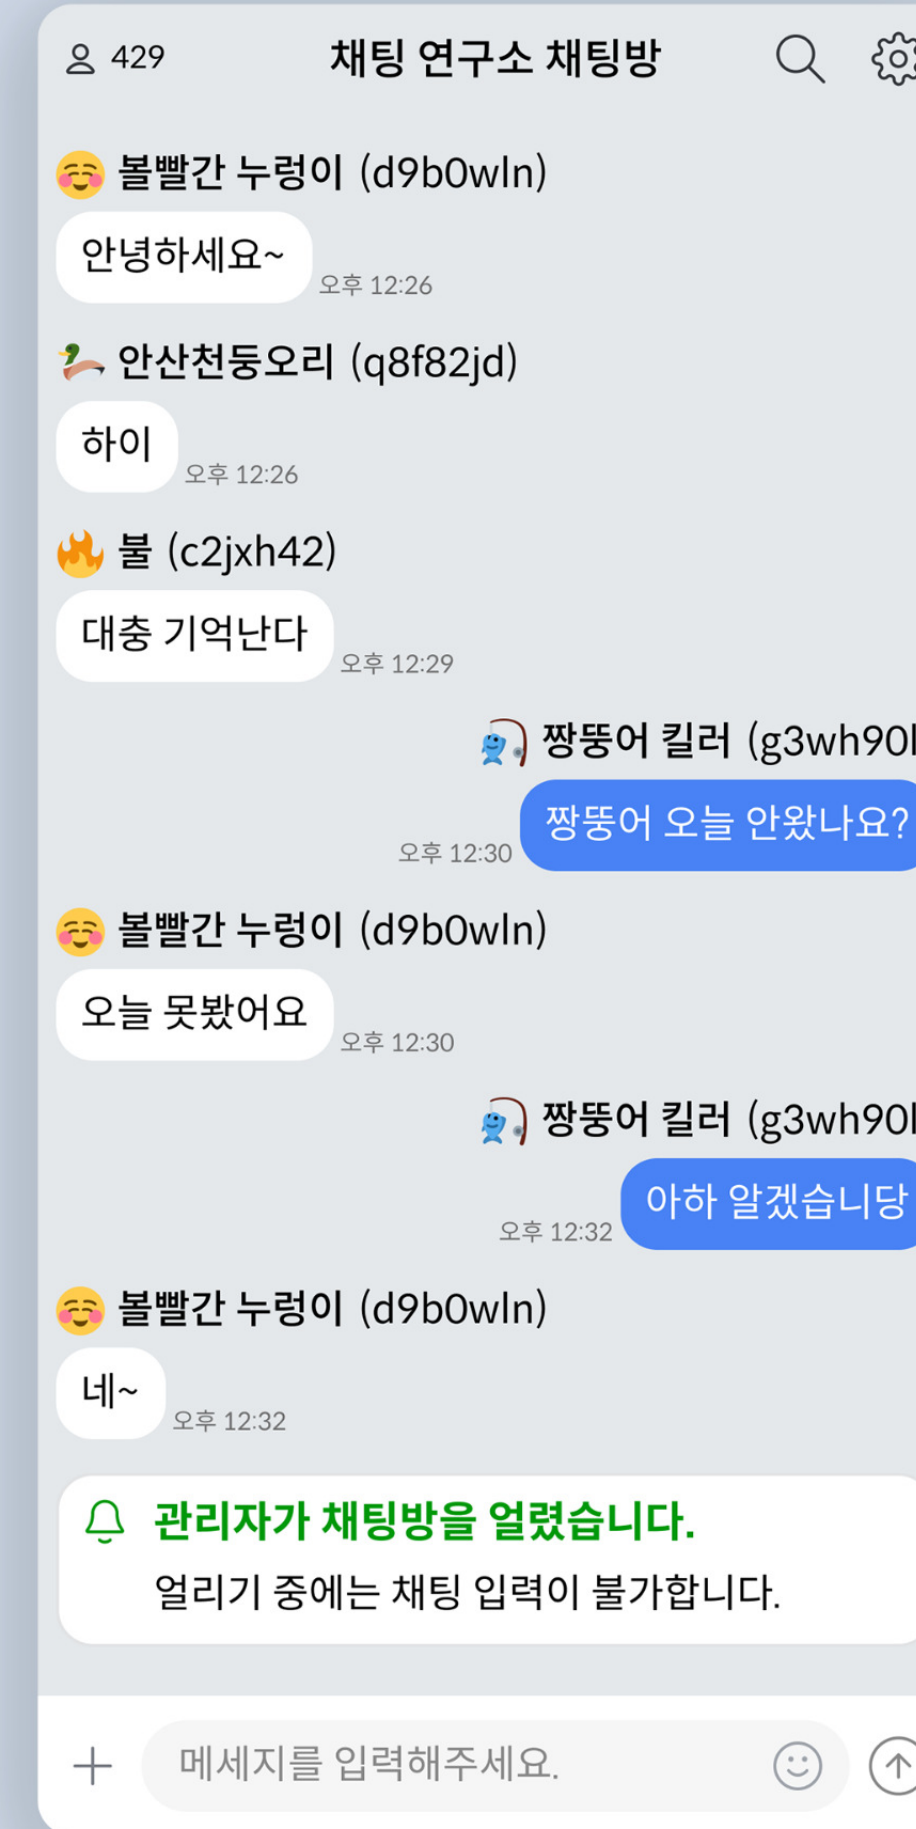 429 채팅 연구소 채팅방
볼빨간 누렁이 (d9b0wln)
안녕하세요~
오후 12:26
안산천둥오리 (q8f82jd)
하이
오후 12:26
불 (c2jxh42)
대충 기억난다
오후 12:29
짱뚱어 킬러 (g3wh90
짱뚱어 오늘 안왔나요?
오후 12:30
볼빨간 누렁이 (d9b0wln)
오늘 못봤어요
오후 12:30
짱뚱어 킬러 (g3wh90
아하 알겠습니당
오후 12:32
볼빨간 누렁이 (d9b0wln)
네~
오후 12:32
관리자가 채팅방을 얼렸습니다.
얼리기 중에는 채팅 입력이 불가합니다.
메세지를 입력해주세요.